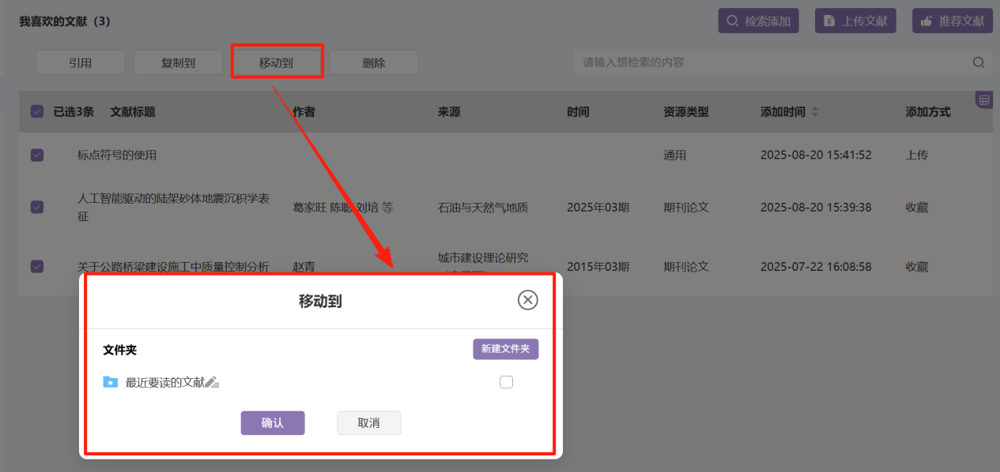 我喜欢的文献（3）
检索添加 上传文献 推荐文献
引用 复制到 移动到 删除 请输入想检索的内容
已选3条 文献标题 作者 来源 时间 资源类型 添加时间 添加方式
标点符号的使用 通用 2025-08-20 15:41:52 上传
人工智能驱动的陆架砂体地震沉积学表
征
葛家旺 陈聪 刘培 等 石油与天然气地质 2025年03期 期刊论文 2025-08-20 15:39:38 收藏
关于公路桥梁建设施工中质量控制分析 赵青 城市建设理论研究 2015年03期 期刊论文 2025-07-22 16:08:58 收藏
移动到
文件夹 新建文件夹
最近要读的文献
确认 取消